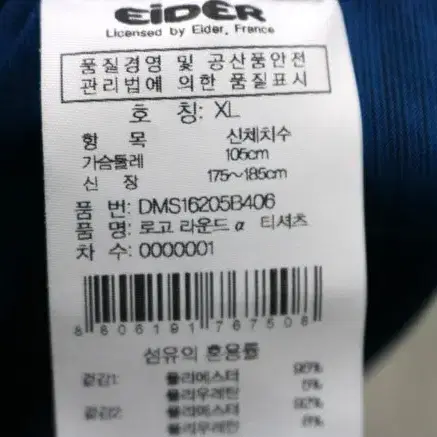 EIDER
Licensed by Eider, France
품질경영 및 공산품안전
관리법에 의한 품질표시
호 칭: XL
항 목 신체치수
가슴둘레 105cm
신 장 175~185cm
품 번: DMS16205B406
품 명: 로고 라운드 α 티셔츠
차 수: 0000001
8 806191 767508
섬유의 혼용률
겉감1: 폴리에스터
폴리우레탄 5%
겉감2: 폴리에스터 92%
폴리우레탄 8%